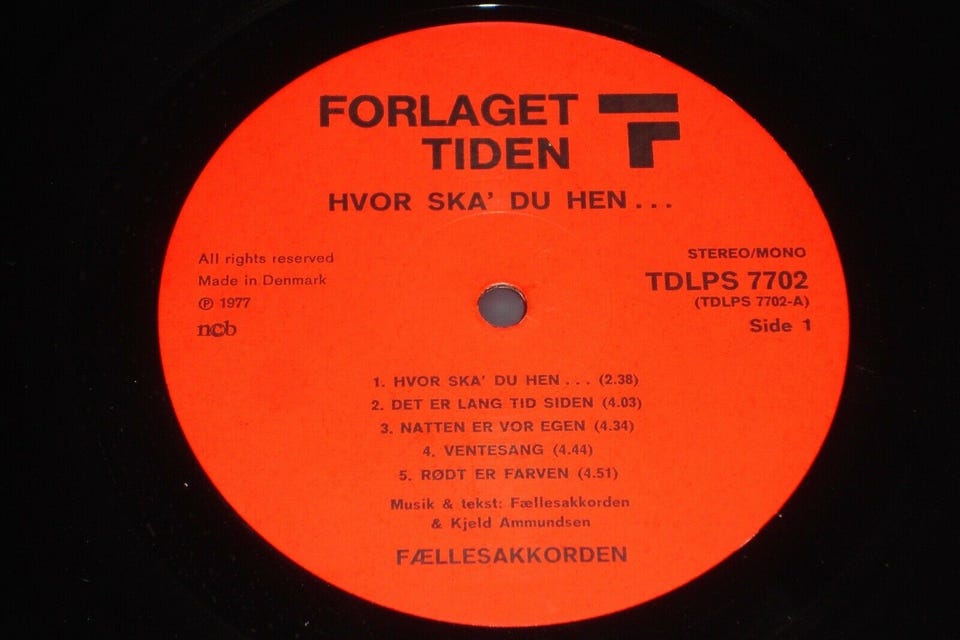 FORLAGET
TIDEN
HVOR SKA' DU HEN...
All rights reserved
Made in Denmark
℗ 1977
ncb
STEREO/MONO
TDLPS 7702
(TDLPS 7702-A)
Side 1
1. HVOR SKA' DU HEN... (2.38)
2. DET ER LANG TID SIDEN (4.03)
3. NATTEN ER VOR EGEN (4.34)
4. VENTESANG (4.44)
5. RØDT ER FARVEN (4.51)
Musik & tekst: Fællesakkorden
& Kjeld Ammundsen
FÆLLESAKKORDEN